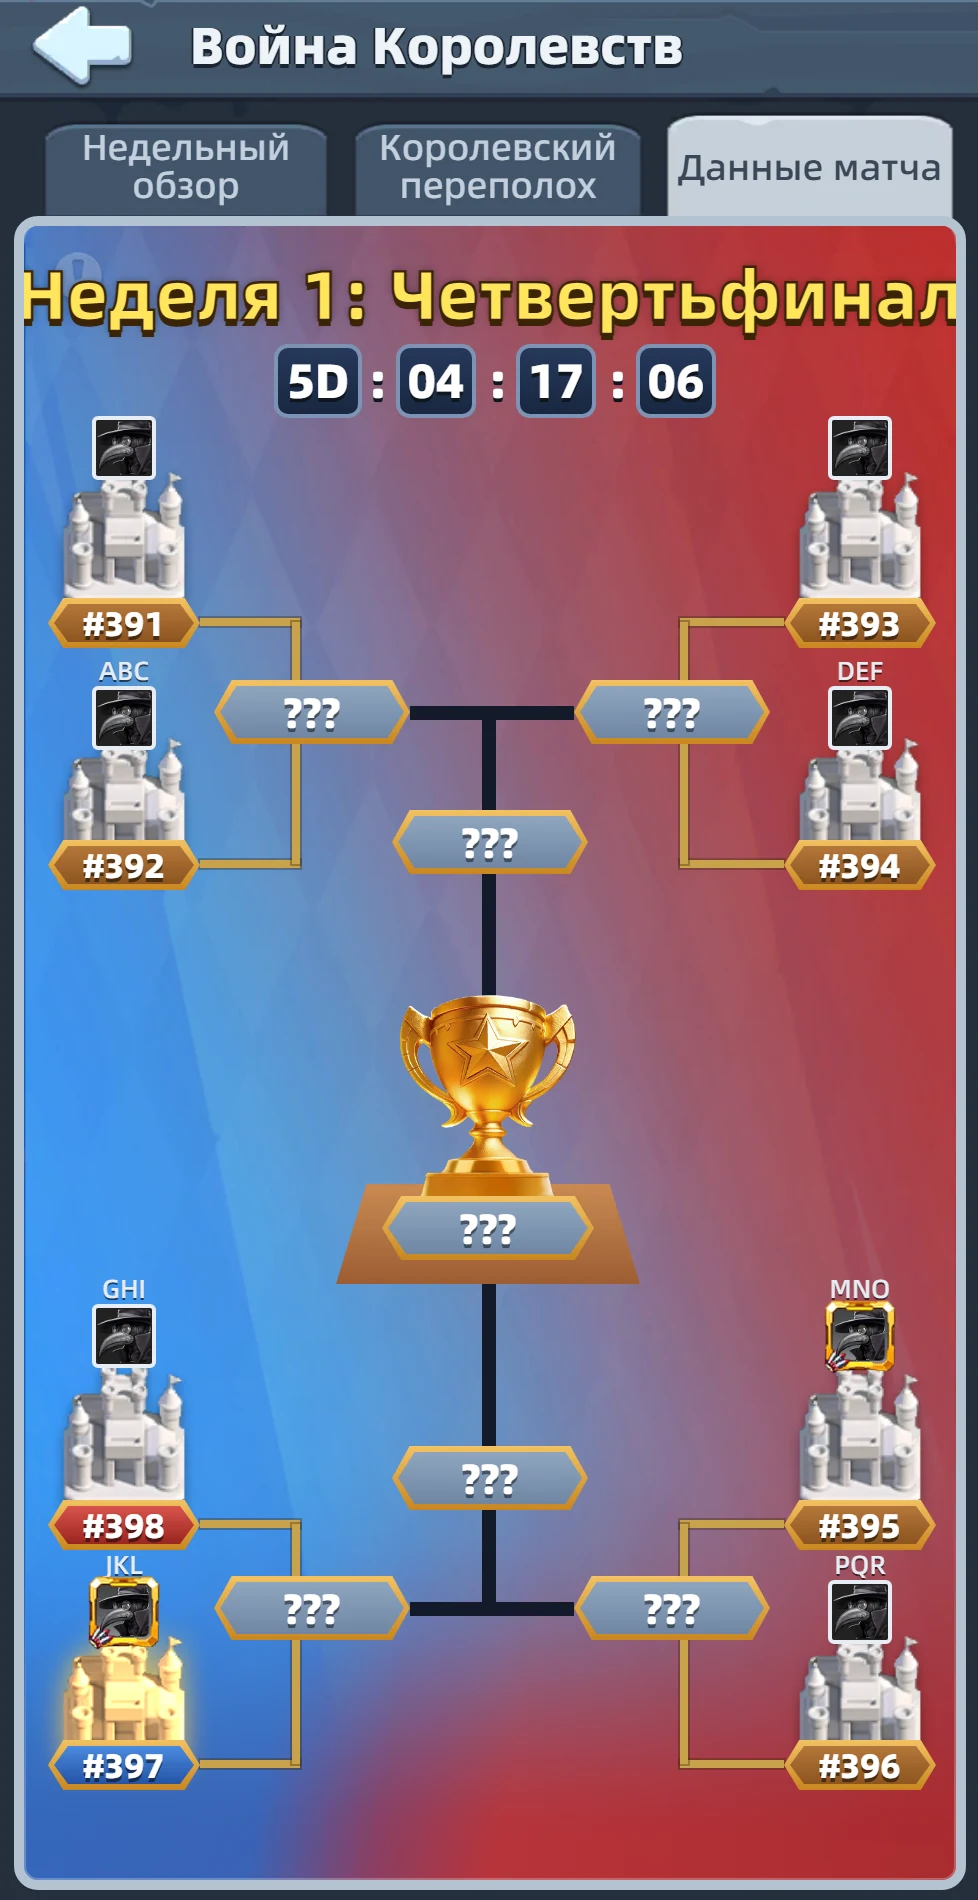 Война Королевств
Недельный
обзор
Королевский
переполох
Данные матча
Неделя 1: Четвертьфинал
5D : 04 : 17 : 06
#391
#393
ABC
DEF
???
???
???
#392
#394
???
GHI
MNO
???
#398
#395
JKL
PQR
???
???
#397
#396